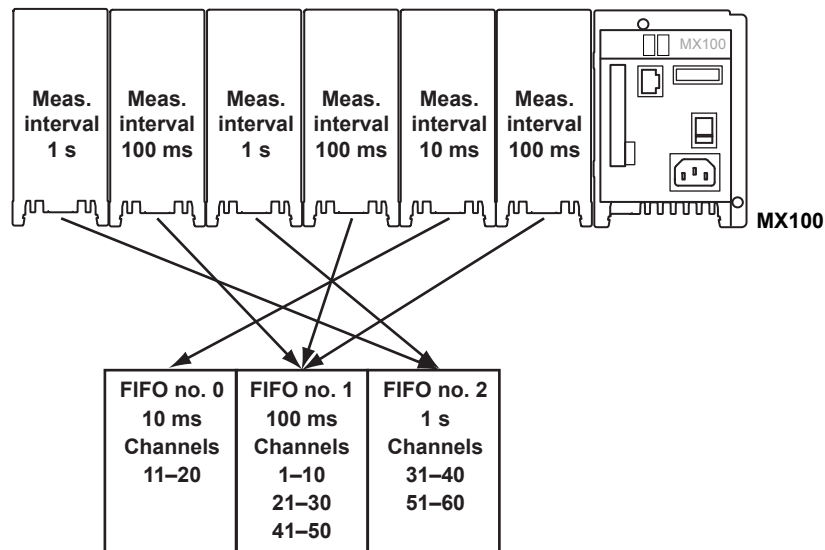 Meas.
interval
1 s
Meas.
interval
100 ms
Meas.
interval
1 s
Meas.
interval
100 ms
Meas.
interval
10 ms
Meas.
interval
100 ms
MX100
MX100
FIFO no. 0
10 ms
Channels
11–20
FIFO no. 1
100 ms
Channels
1–10
21–30
41–50
FIFO no. 2
1 s
Channels
31–40
51–60